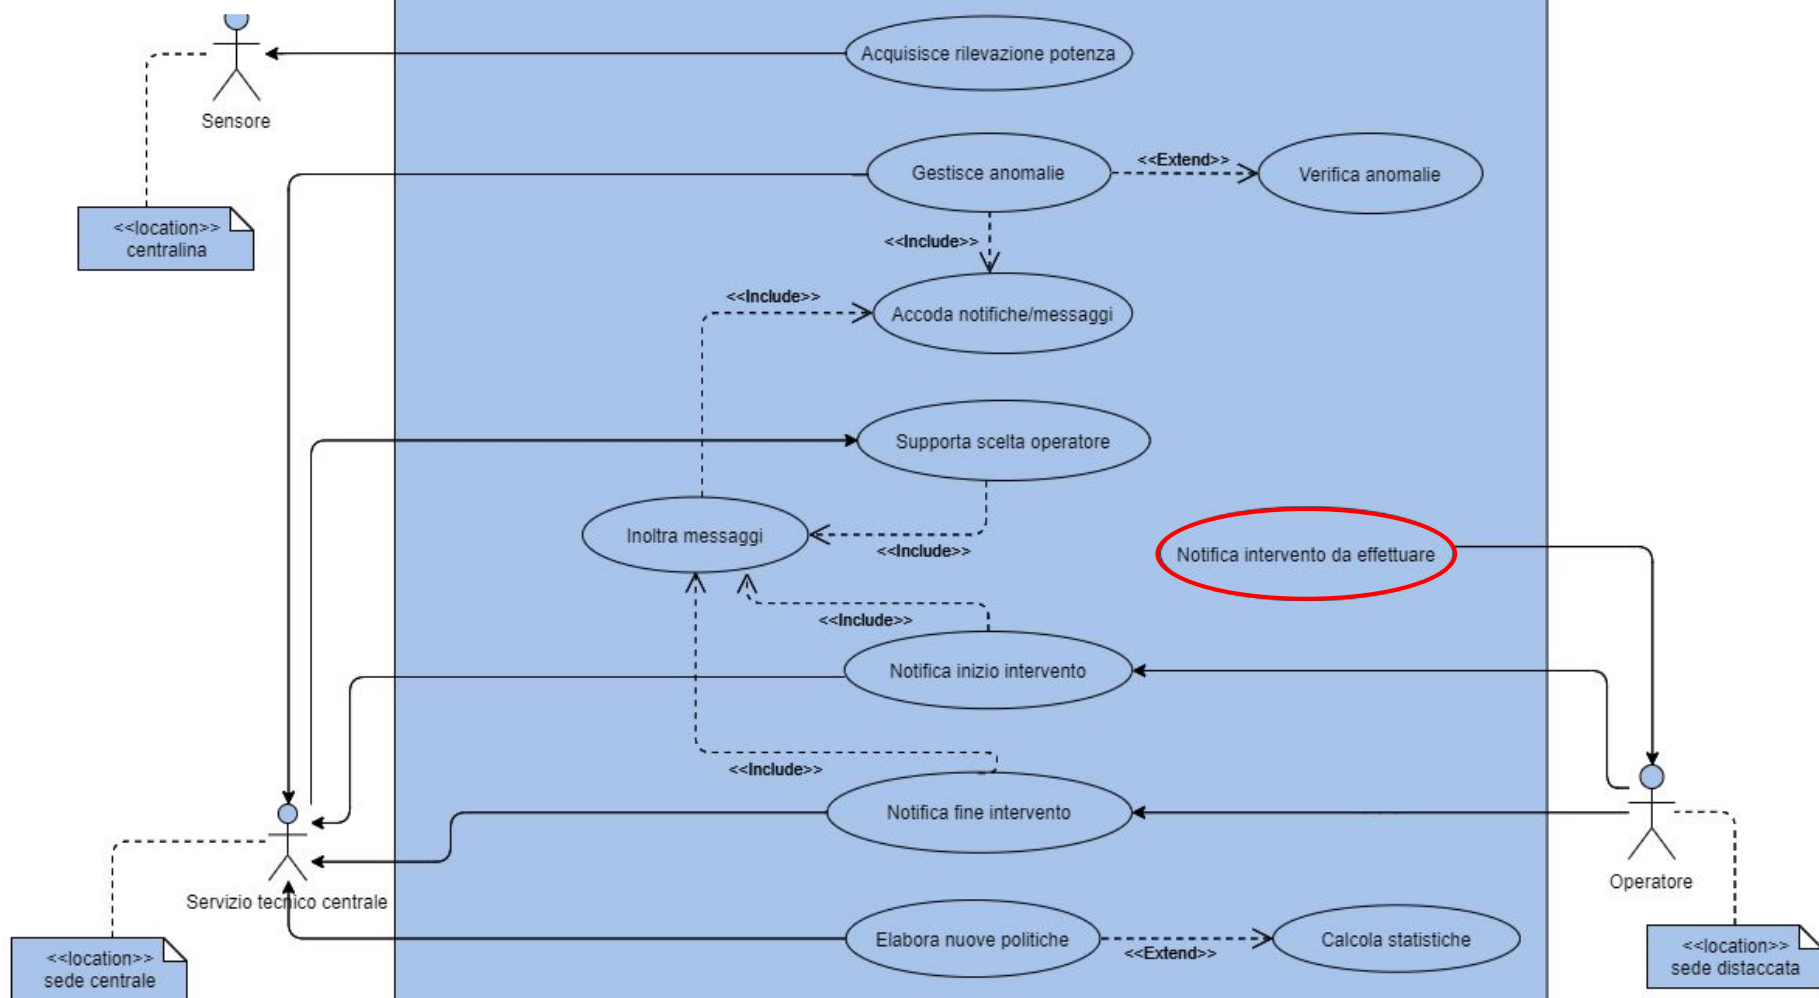 Acquisisce rilevazione potenza
Sensore
<<Extend>>
Gestisce anomalie
Verifica anomalie
<<location>>
centralina
<<Include>>
<<Include>>
Accoda notifiche/messaggi
Supporta scelta operatore
Inoltra messaggi
<<Include>>
Notifica intervento da effettuare
<<Include>>
Notifica inizio intervento
<<Include>>
Notifica fine intervento
Operatore
Servizio tecnico centrale
Elabora nuove politiche
Calcola statistiche
<<Extend>>
<<location>>
sede centrale
<<location>>
sede distaccata